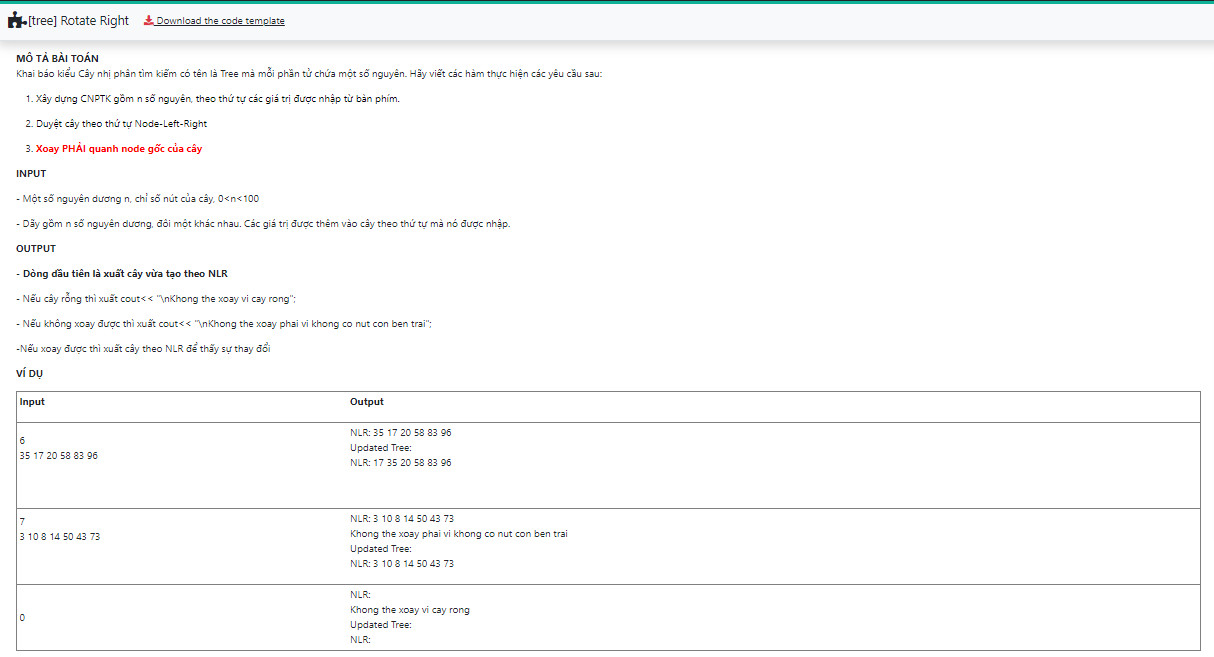 [tree] Rotate Right Download the code template
MÔ TẢ BÀI TOÁN
Khai báo kiểu Cây nhị phân tìm kiếm có tên là Tree mà mỗi phần tử chứa một số nguyên. Hãy viết các hàm thực hiện các yêu cầu sau:
1. Xây dựng CNPTK gồm n số nguyên, theo thứ tự các giá trị được nhập từ bàn phím.
2. Duyệt cây theo thứ tự Node-Left-Right
3. Xoay PHẢI quanh node gốc của cây
INPUT
- Một số nguyên dương n, chỉ số nút của cây, 0<n<100
- Dãy gồm n số nguyên dương, đôi một khác nhau. Các giá trị được thêm vào cây theo thứ tự mà nó được nhập.
OUTPUT
- Dòng đầu tiên là xuất cây vừa tạo theo NLR
- Nếu cây rỗng thì xuất cout<< "\nKhong the xoay vi cay rong";
- Nếu không xoay được thì xuất cout<< "\nKhong the xoay phai vi khong co nut con ben trai";
-Nếu xoay được thì xuất cây theo NLR để thấy sự thay đổi
VÍ DỤ
Input Output
6
35 17 20 58 83 96
NLR: 35 17 20 58 83 96
Updated Tree:
NLR: 17 35 20 58 83 96
7
3 10 8 14 50 43 73
NLR: 3 10 8 14 50 43 73
Khong the xoay phai vi khong co nut con ben trai
Updated Tree:
NLR: 3 10 8 14 50 43 73
0
NLR:
Khong the xoay vi cay rong
Updated Tree:
NLR: